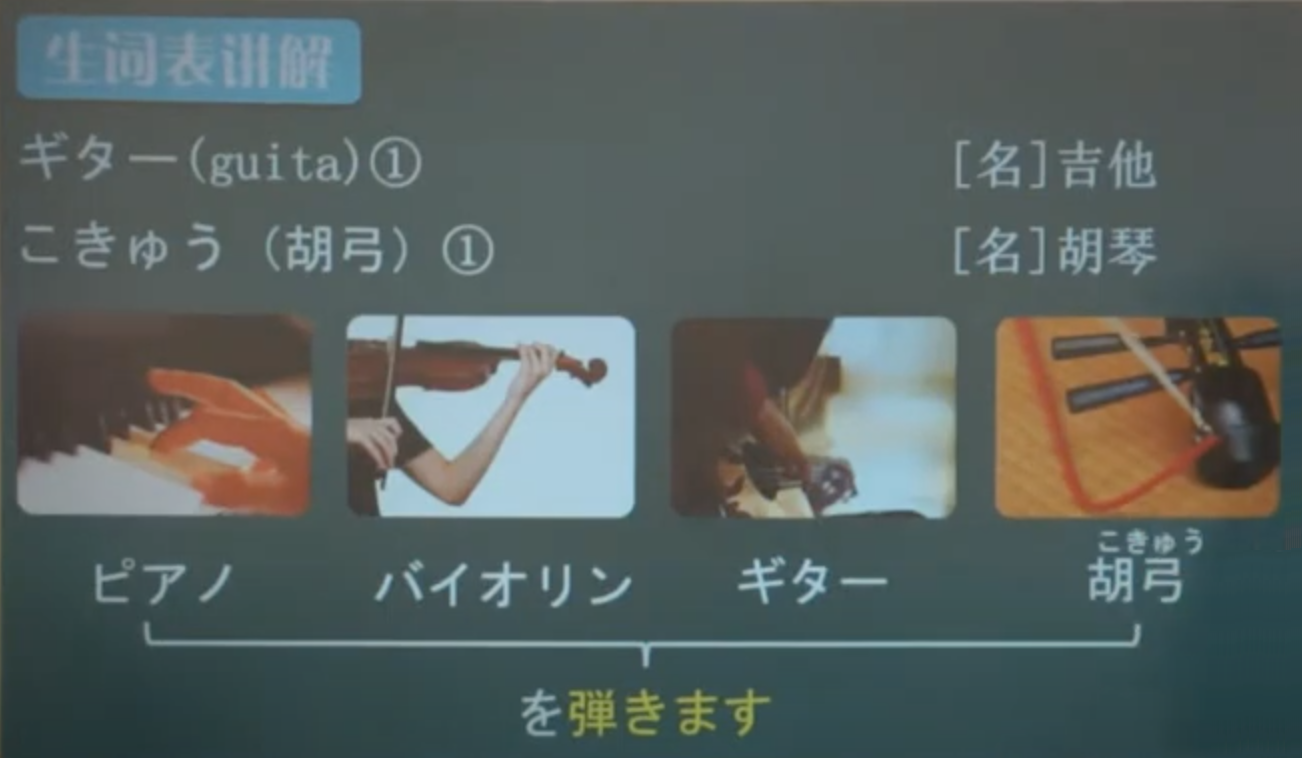 生词表讲解
ギター(guita)① [名]吉他
こきゅう（胡弓）① [名]胡琴
ピアノ バイオリン ギター 胡弓
こきゅう
を弾きます